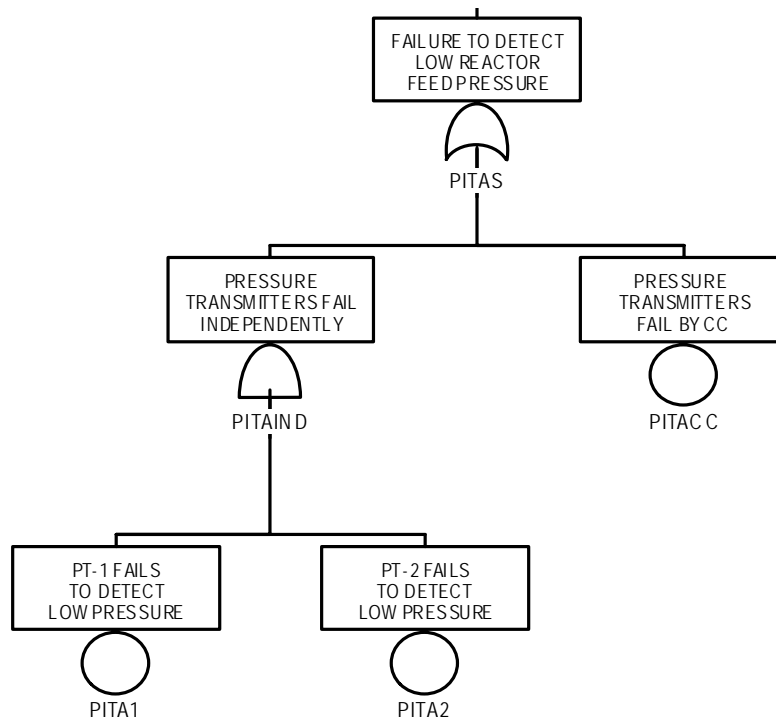 FAILURE TO DETECT
LOW REACTOR
FEED PRESSURE
PITAS
PRESSURE
TRANSMITTERS FAIL
INDEPENDENTLY
PRESSURE
TRANSMITTERS
FAIL BY CC
PITAIND
PITACC
PT-1 FAILS
TO DETECT
LOW PRESSURE
PT-2 FAILS
TO DETECT
LOW PRESSURE
PITA1
PITA2